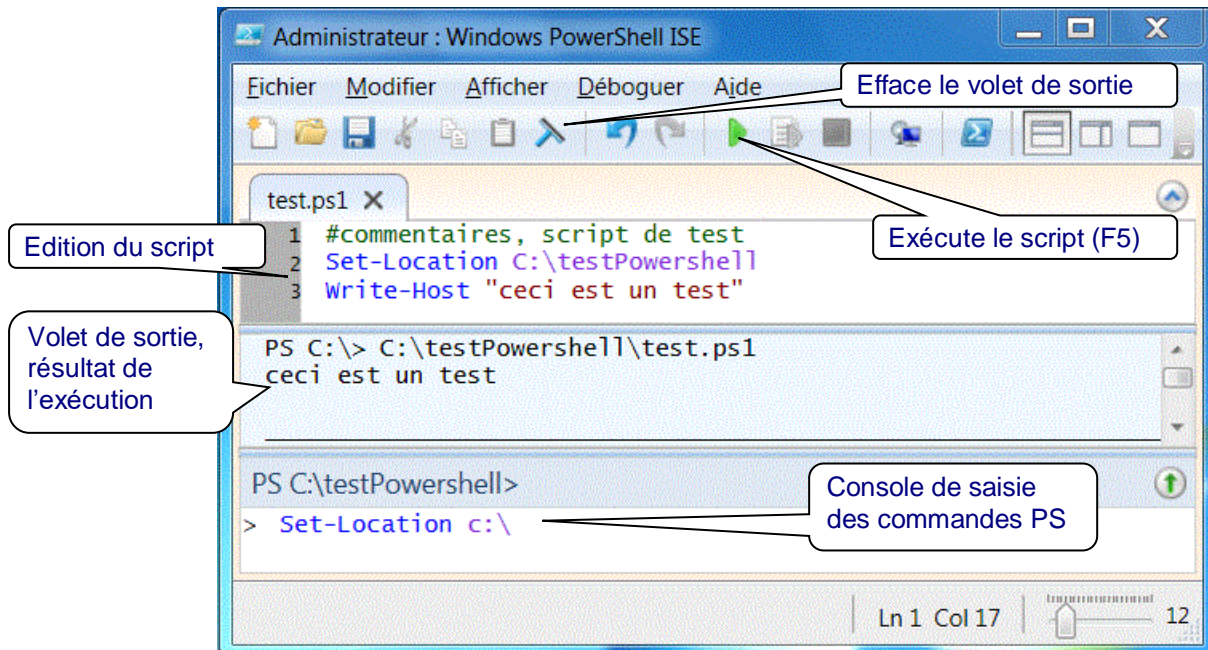 Administrateur : Windows PowerShell ISE
Fichier Modifier Afficher Déboguer Aide
Efface le volet de sortie
test.ps1
Exécute le script (F5)
Edition du script
1 #commentaires, script de test
2 Set-Location C:\testPowershell
3 Write-Host "ceci est un test"
Volet de sortie,
résultat de
l'exécution
PS C:\> C:\testPowershell\test.ps1
ceci est un test
PS C:\testPowershell>
Console de saisie
des commandes PS
> Set-Location c:\
Ln 1 Col 17
12